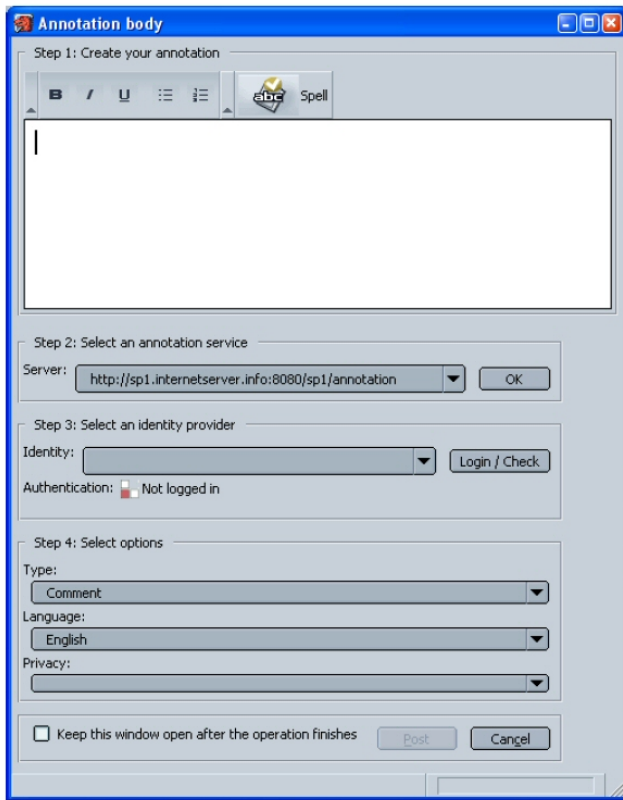 Annotation body
Step 1: Create your annotation
B I U abc Spell
Step 2: Select an annotation service
Server: http://sp1.internetserver.info:8080/sp1/annotation OK
Step 3: Select an identity provider
Identity: Login / Check
Authentication: Not logged in
Step 4: Select options
Type:
Comment
Language:
English
Privacy:
Keep this window open after the operation finishes Post Cancel